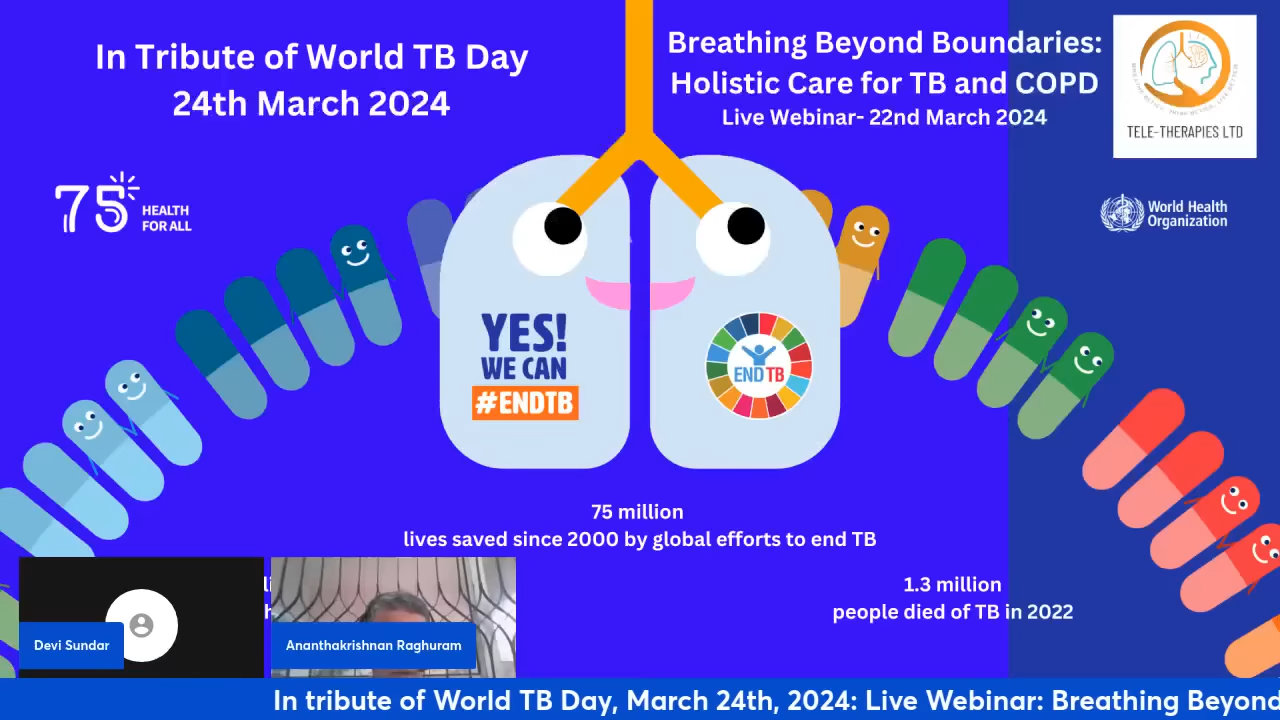 In Tribute of World TB Day
24th March 2024
Breathing Beyond Boundaries:
Holistic Care for TB and COPD
Live Webinar- 22nd March 2024
TELE-THERAPIES LTD
75
HEALTH
FOR ALL
World Health
Organization
YES!
WE CAN
#ENDTB
END TB
75 million
lives saved since 2000 by global efforts to end TB
1.3 million
people died of TB in 2022
Devi Sundar
Ananthakrishnan Raghuram
In tribute of World TB Day, March 24th, 2024: Live Webinar: Breathing Beyond